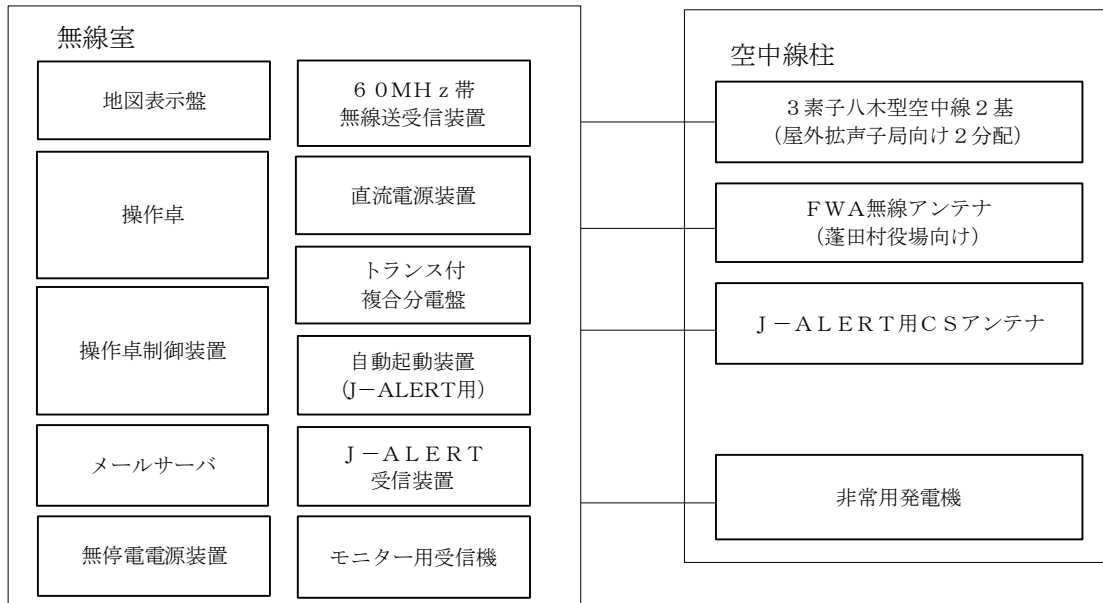 無線室
地図表示盤
操作卓
操作卓制御装置
メールサーバ
無停電電源装置
６０ＭＨｚ帯
無線送受信装置
直流電源装置
トランス付
複合分電盤
自動起動装置
（J－ALERT用）
Ｊ－ＡＬＥＲＴ
受信装置
モニター用受信機
空中線柱
３素子八木型空中線２基
（屋外拡声子局向け２分配）
ＦＷＡ無線アンテナ
（蓬田村役場向け）
Ｊ－ＡＬＥＲＴ用ＣＳアンテナ
非常用発電機